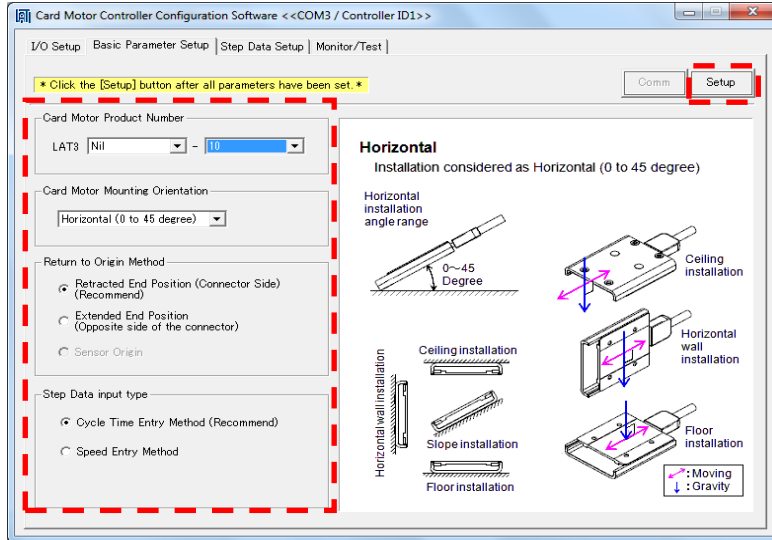 Card Motor Controller Configuration Software <<COM3 / Controller ID1>>
I/O Setup
Basic Parameter Setup
Step Data Setup
Monitor/Test
* Click the [Setup] button after all parameters have been set.*
Comm
Setup
Card Motor Product Number
LAT3 Nil - 10
Card Motor Mounting Orientation
Horizontal (0 to 45 degree)
Return to Origin Method
Retracted End Position (Connector Side)
(Recommend)
Extended End Position
(Opposite side of the connector)
Sensor Origin
Step Data input type
Cycle Time Entry Method (Recommend)
Speed Entry Method
Horizontal
Installation considered as Horizontal (0 to 45 degree)
Horizontal
installation
angle range
0～45
Degree
Ceiling
installation
Horizontal
wall
installation
Floor
installation
Horizontal wall installation
Ceiling installation
Slope installation
Floor installation
: Moving
: Gravity